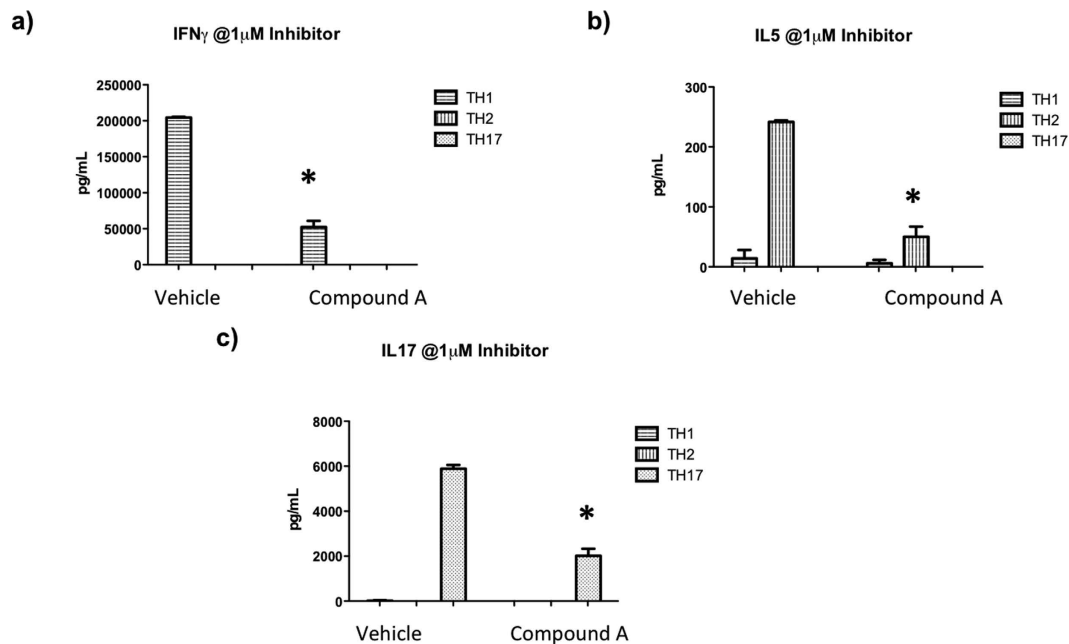 a)
IFNγ @1μM Inhibitor
250000
200000
150000
100000
50000
0
pg/mL
TH1
TH2
TH17
*
Vehicle
Compound A
b)
IL5 @1μM Inhibitor
300
200
100
0
pg/mL
TH1
TH2
TH17
*
Vehicle
Compound A
c)
IL17 @1μM Inhibitor
8000
6000
4000
2000
0
pg/mL
TH1
TH2
TH17
*
Vehicle
Compound A